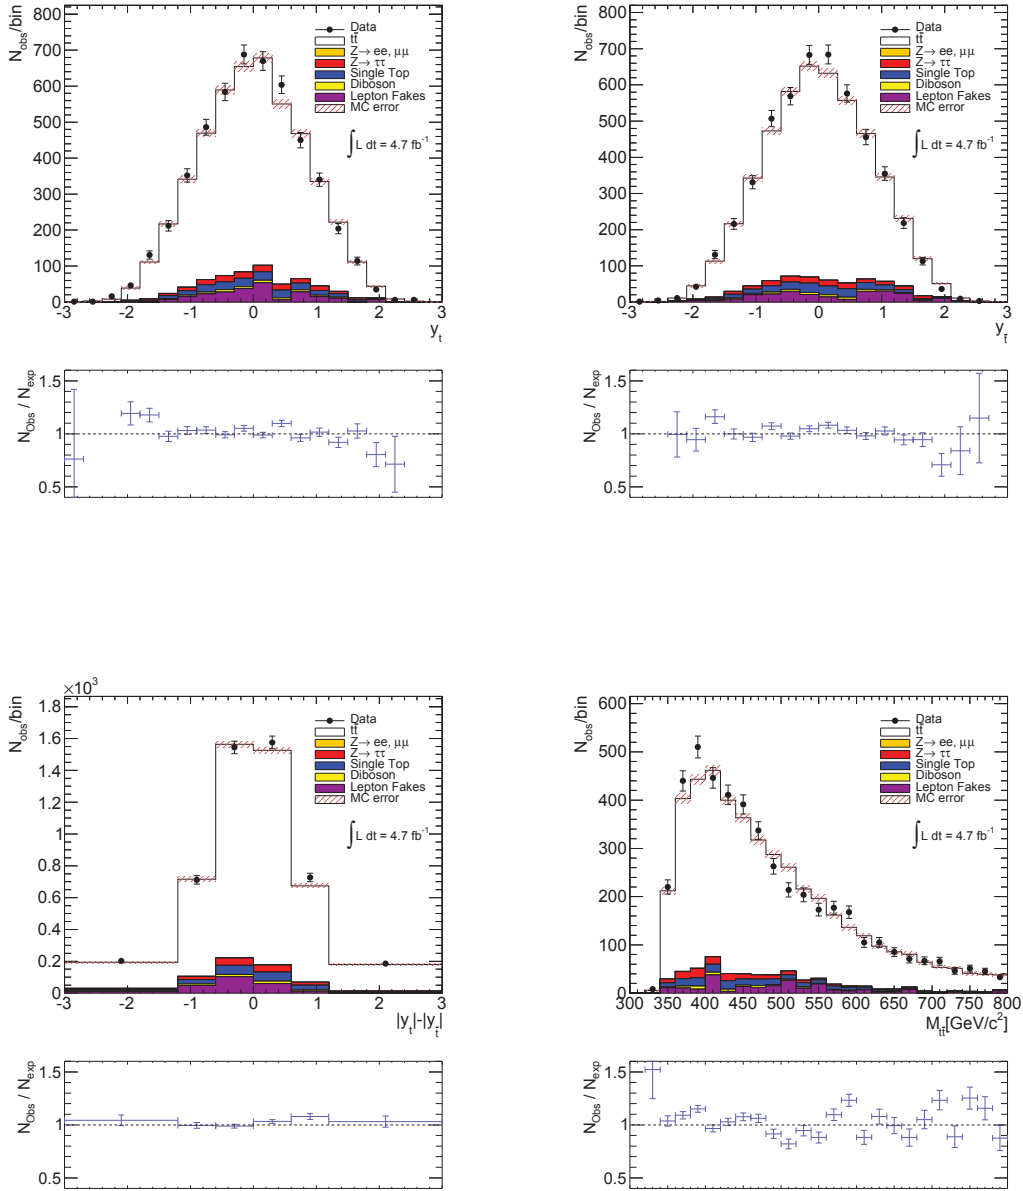 N_obs/bin
800
700
600
500
400
300
200
100
0
-3 -2 -1 0 1 2 3
y_t
Data
tt̄
Z→ ee, μμ
Z→ ττ
Single Top
Diboson
Lepton Fakes
MC error
∫ L dt = 4.7 fb⁻¹
N_Obs / N_exp
1.5
1
0.5
-3 -2 -1 0 1 2 3
N_obs/bin
800
700
600
500
400
300
200
100
0
-3 -2 -1 0 1 2 3
y_t̄
Data
tt̄
Z→ ee, μμ
Z→ ττ
Single Top
Diboson
Lepton Fakes
MC error
∫ L dt = 4.7 fb⁻¹
N_Obs / N_exp
1.5
1
0.5
×10³
N_obs/bin
1.8
1.6
1.4
1.2
1
0.8
0.6
0.4
0.2
0
-3 -2 -1 0 1 2 3
|y_t|-|y_t̄|
Data
tt̄
Z→ ee, μμ
Z→ ττ
Single Top
Diboson
Lepton Fakes
MC error
∫ L dt = 4.7 fb⁻¹
N_Obs / N_exp
1.5
1
0.5
N_obs/bin
600
500
400
300
200
100
0
300 350 400 450 500 550 600 650 700 750 800
M_tt̄[GeV/c²]
Data
tt̄
Z→ ee, μμ
Z→ ττ
Single Top
Diboson
Lepton Fakes
MC error
∫ L dt = 4.7 fb⁻¹
N_Obs / N_exp
1.5
1
0.5